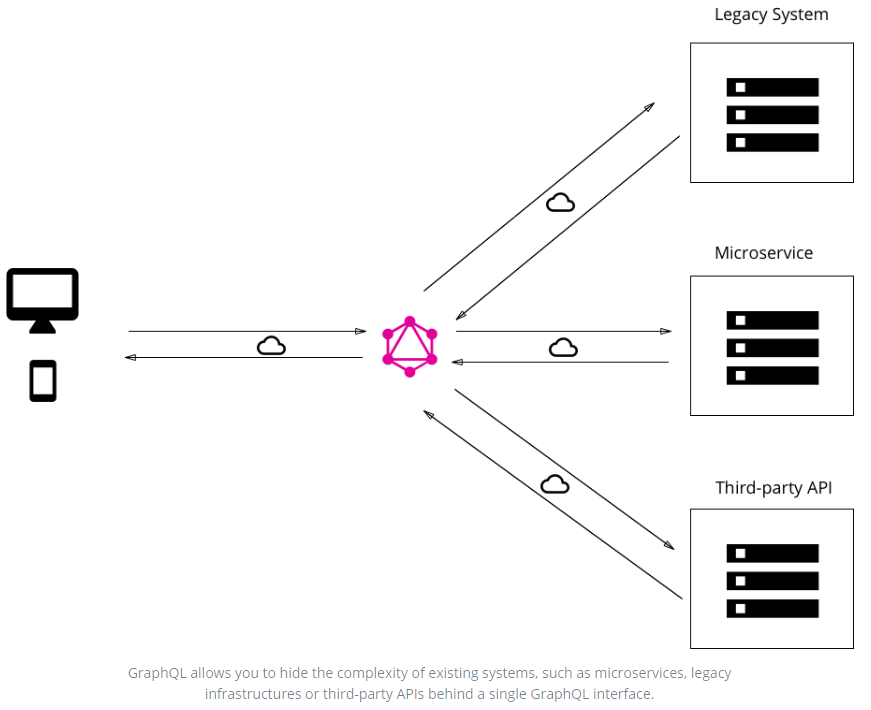 Legacy System
Microservice
Third-party API
GraphQL allows you to hide the complexity of existing systems, such as microservices, legacy
infrastructures or third-party APIs behind a single GraphQL interface.